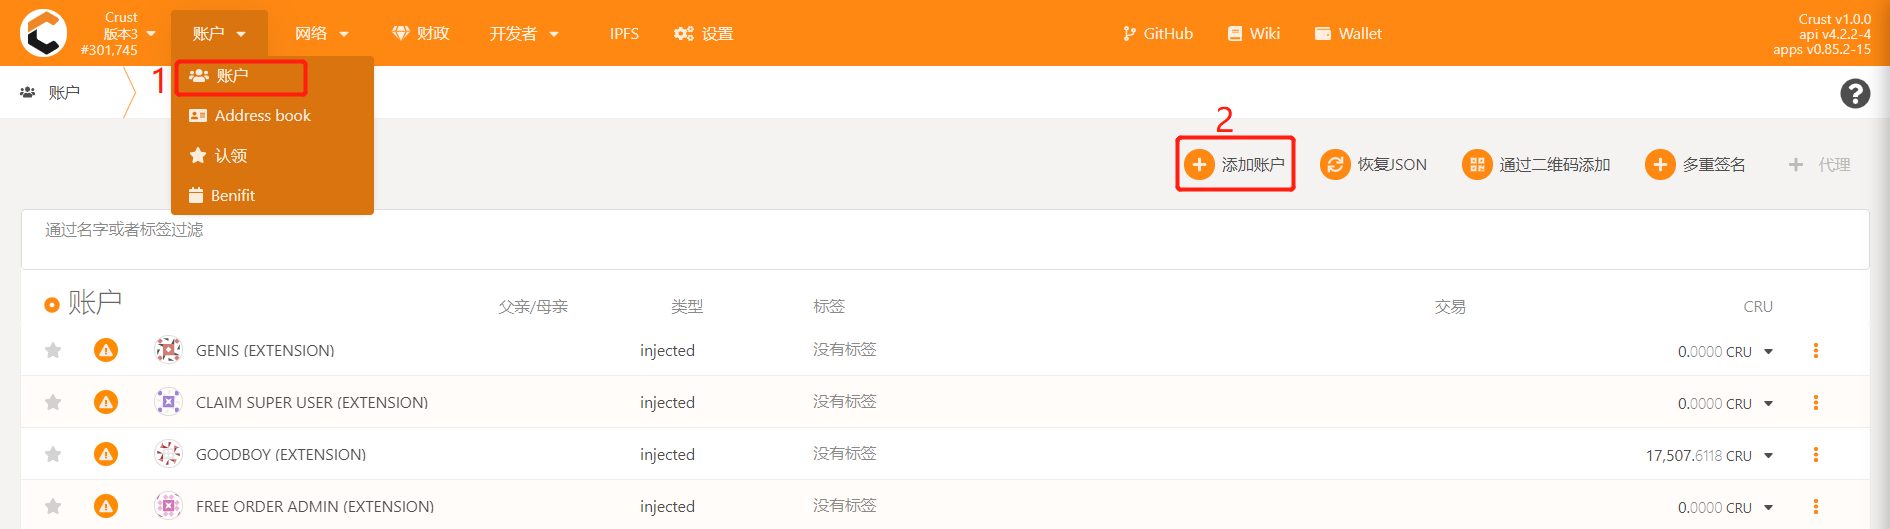 Crust
版本3
#301,745
账户
网络
财政
开发者
IPFS
设置
GitHub
Wiki
Wallet
Crust v1.0.0
api v4.2.2-4
apps v0.85.2-15
账户
1
账户
Address book
认领
Benifit
2
添加账户
恢复JSON
通过二维码添加
多重签名
代理
通过名字或者标签过滤
账户 父亲/母亲 类型 标签 交易 CRU
GENIS (EXTENSION) injected 没有标签 0.0000 CRU
CLAIM SUPER USER (EXTENSION) injected 没有标签 0.0000 CRU
GOODBOY (EXTENSION) injected 没有标签 17,507.6118 CRU
FREE ORDER ADMIN (EXTENSION) injected 没有标签 0.0000 CRU